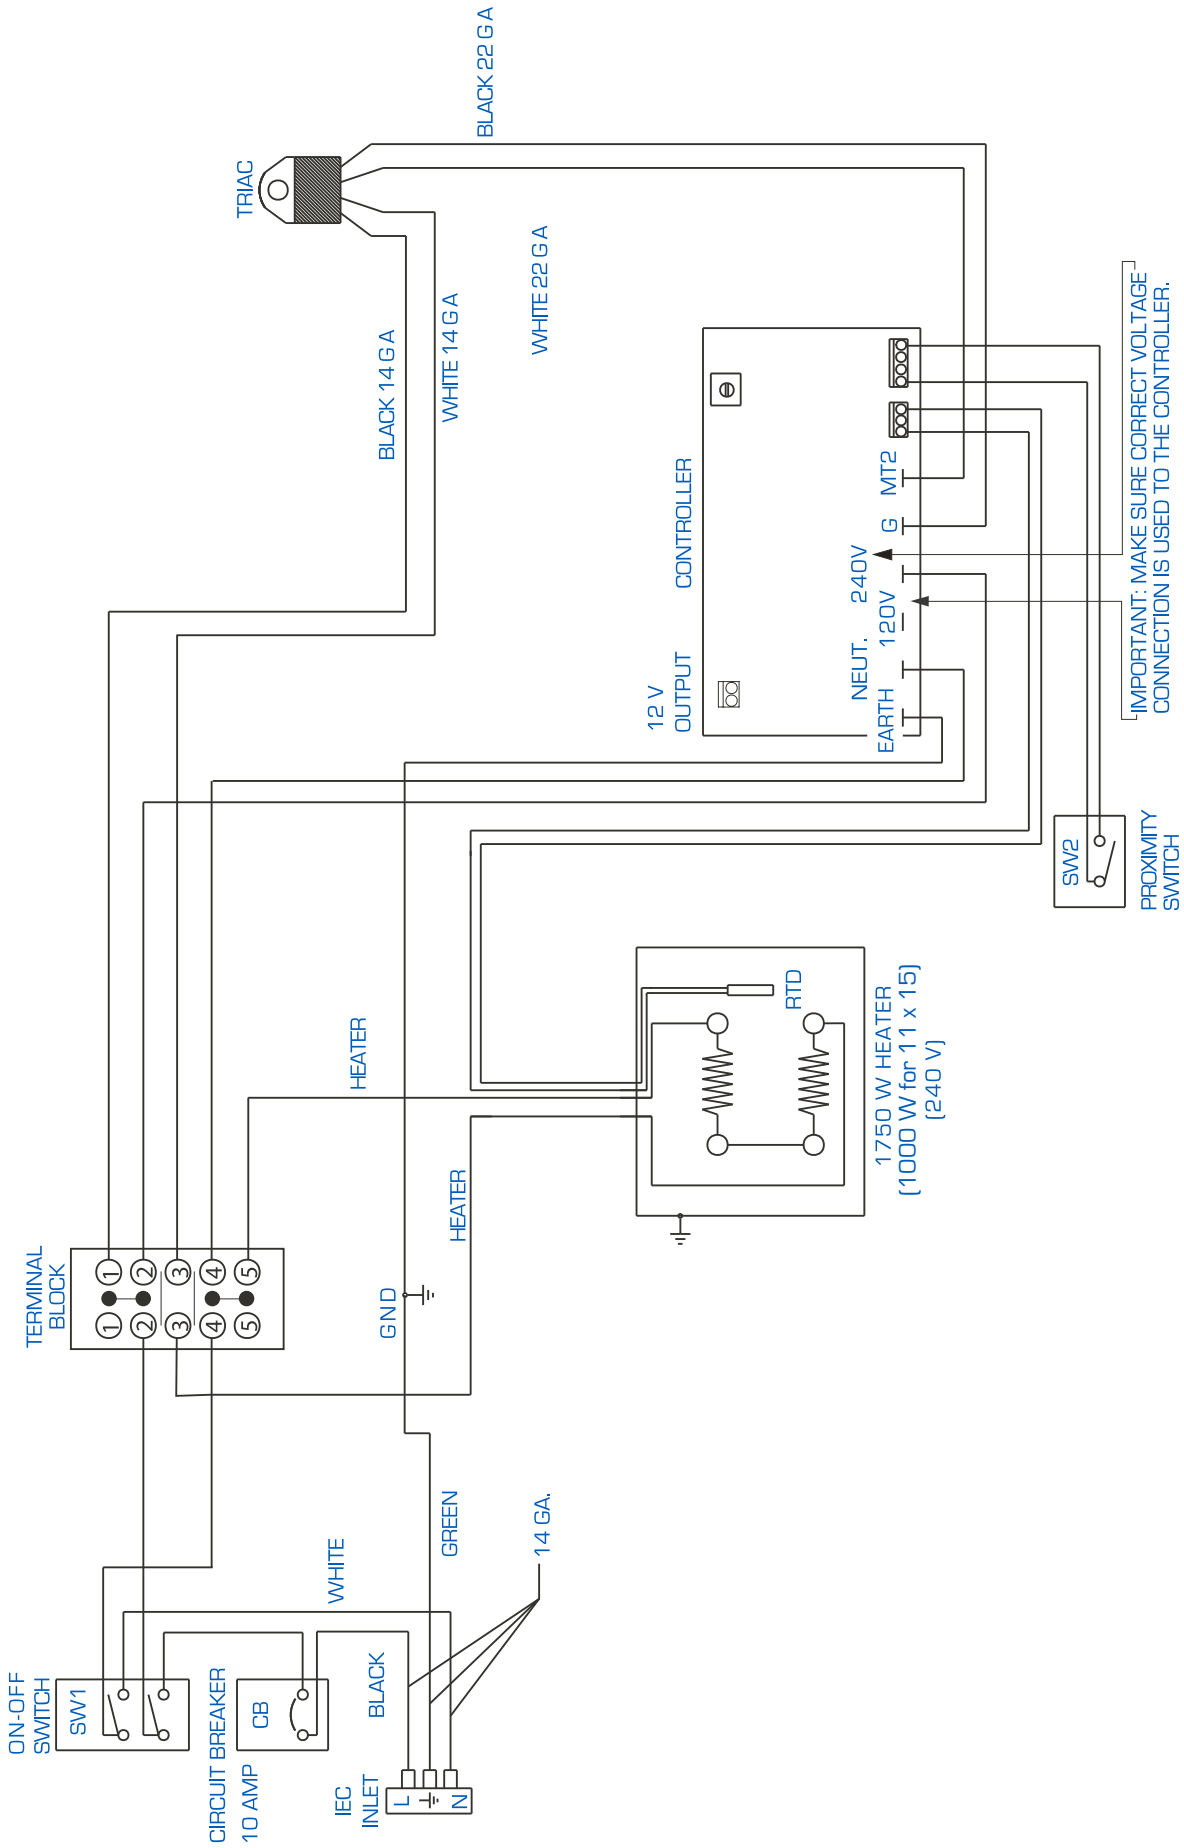 ON-OFF
SWITCH
SW1
CIRCUIT BREAKER
10 AMP
CB
IEC
INLET
L
N
BLACK
WHITE
GREEN
14 GA.
TERMINAL
BLOCK
1
2
3
4
5
1
2
3
4
5
GND
HEATER
HEATER
RTD
1750 W HEATER
(1000 W for 11 x 15)
(240 V)
SW2
PROXIMITY
SWITCH
12 V
OUTPUT
CONTROLLER
EARTH
NEUT.
120V
240V
G
MT2
IMPORTANT: MAKE SURE CORRECT VOLTAGE
CONNECTION IS USED TO THE CONTROLLER.
BLACK 14 G A
WHITE 14 G A
WHITE 22 G A
TRIAC
BLACK 22 G A